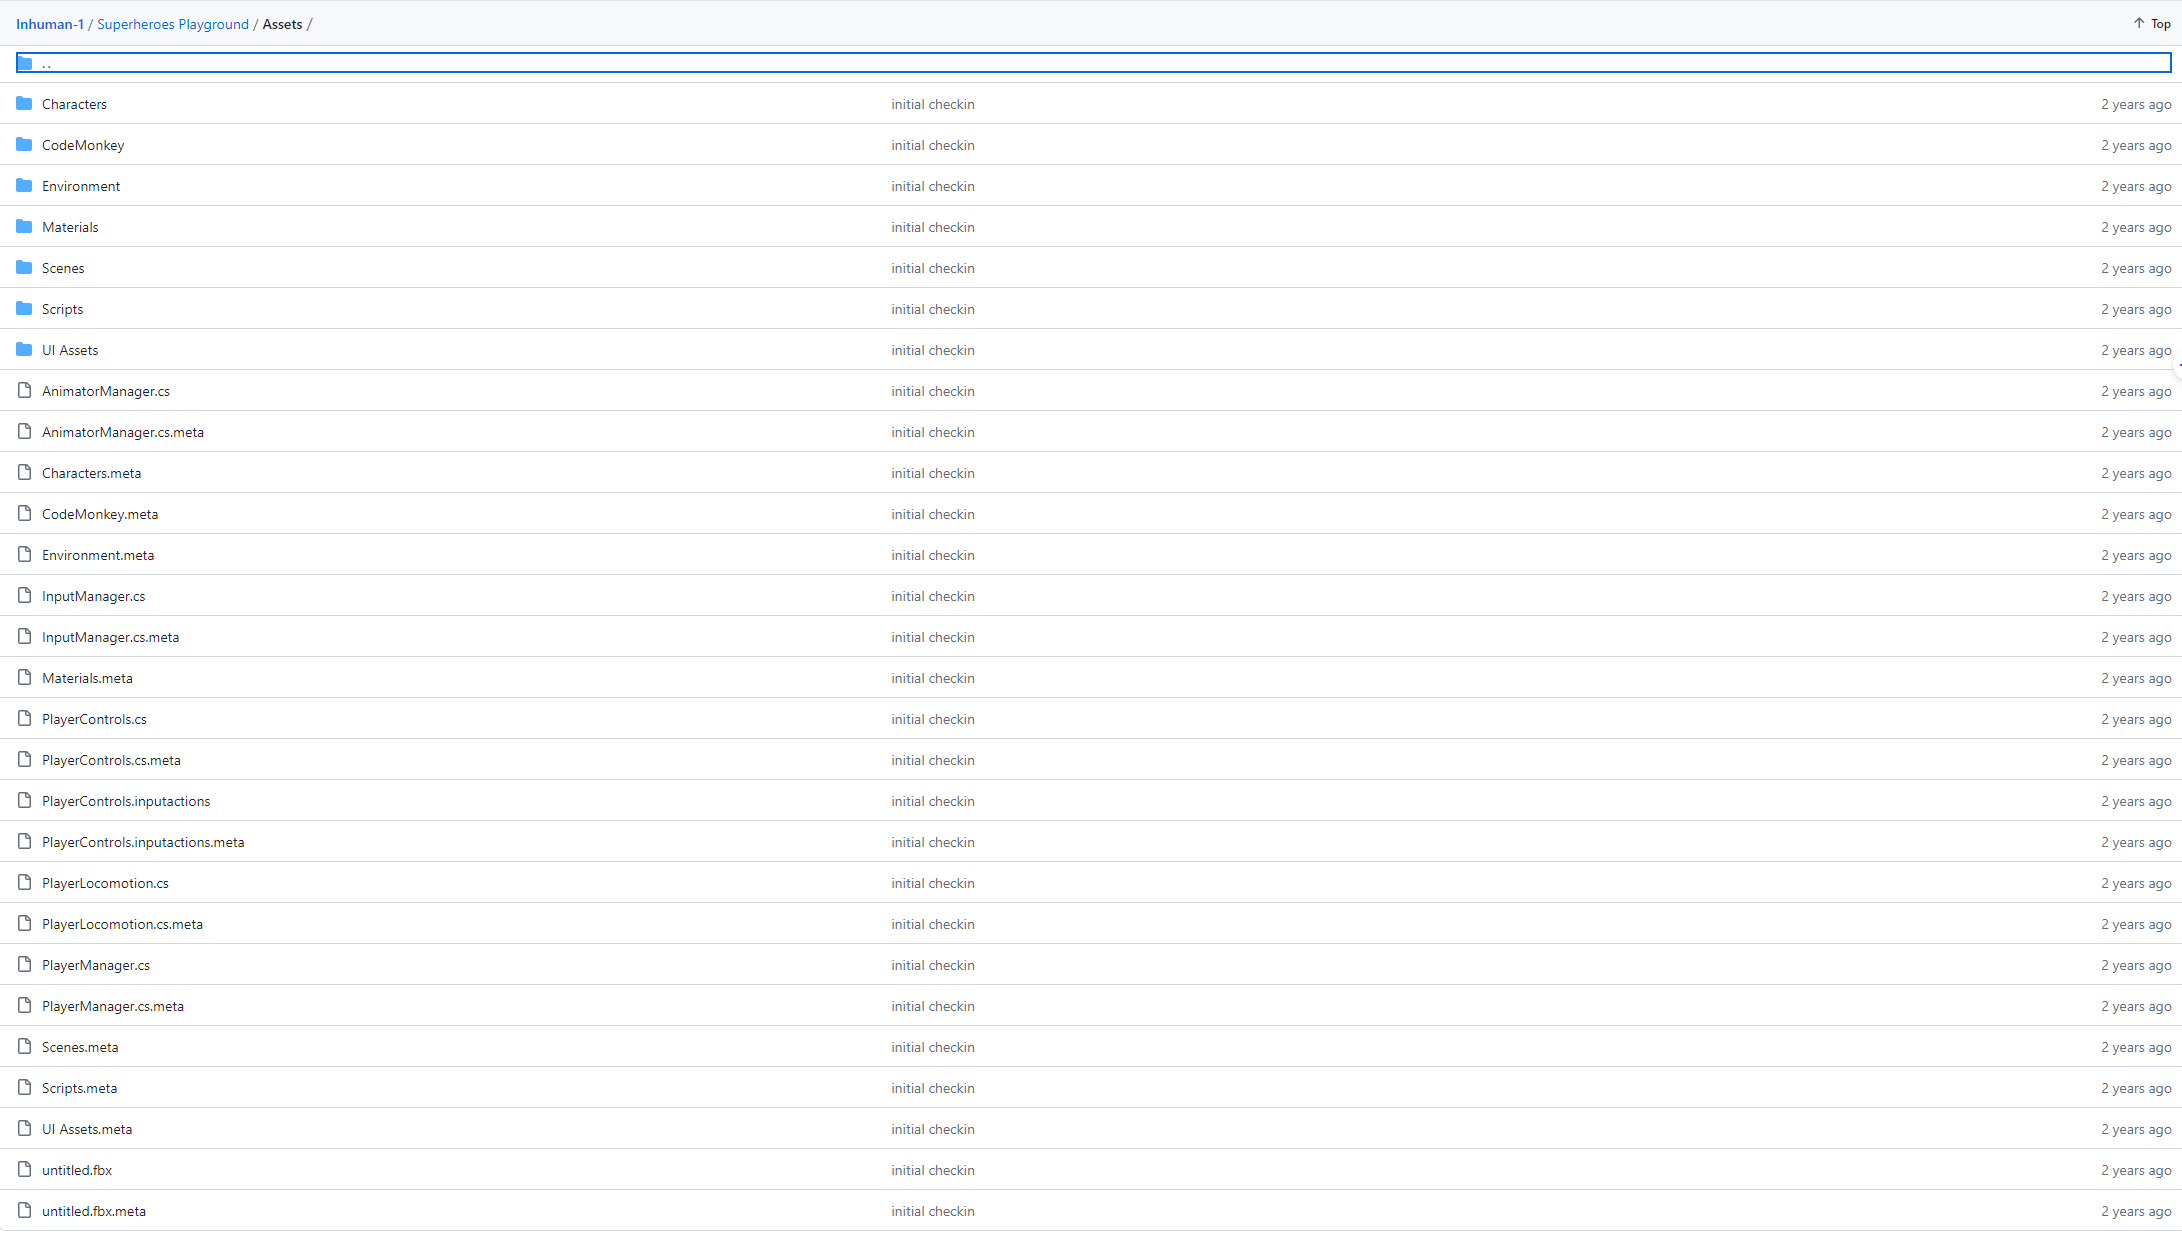 Inhuman-1 / Superheroes Playground / Assets / Top
..
Characters initial checkin 2 years ago
CodeMonkey initial checkin 2 years ago
Environment initial checkin 2 years ago
Materials initial checkin 2 years ago
Scenes initial checkin 2 years ago
Scripts initial checkin 2 years ago
UI Assets initial checkin 2 years ago
AnimatorManager.cs initial checkin 2 years ago
AnimatorManager.cs.meta initial checkin 2 years ago
Characters.meta initial checkin 2 years ago
CodeMonkey.meta initial checkin 2 years ago
Environment.meta initial checkin 2 years ago
InputManager.cs initial checkin 2 years ago
InputManager.cs.meta initial checkin 2 years ago
Materials.meta initial checkin 2 years ago
PlayerControls.cs initial checkin 2 years ago
PlayerControls.cs.meta initial checkin 2 years ago
PlayerControls.inputactions initial checkin 2 years ago
PlayerControls.inputactions.meta initial checkin 2 years ago
PlayerLocomotion.cs initial checkin 2 years ago
PlayerLocomotion.cs.meta initial checkin 2 years ago
PlayerManager.cs initial checkin 2 years ago
PlayerManager.cs.meta initial checkin 2 years ago
Scenes.meta initial checkin 2 years ago
Scripts.meta initial checkin 2 years ago
UI Assets.meta initial checkin 2 years ago
untitled.fbx initial checkin 2 years ago
untitled.fbx.meta initial checkin 2 years ago